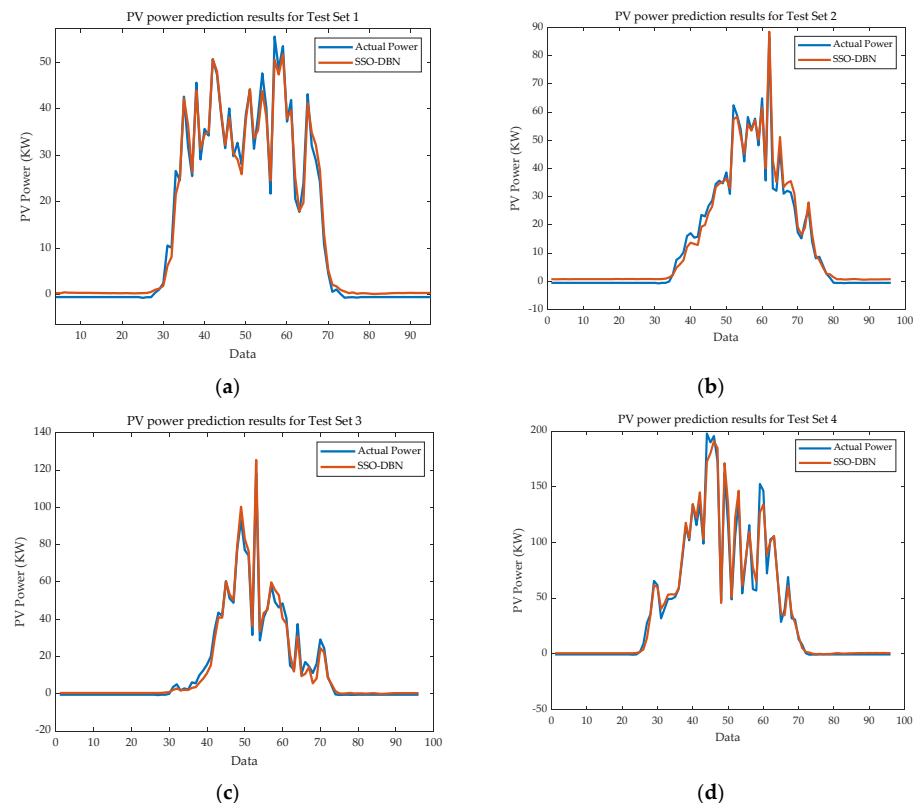 PV power prediction results for Test Set 1
Actual Power
SSO-DBN
PV Power (KW)
50
40
30
20
10
0
10 20 30 40 50 60 70 80 90
Data
(a)
PV power prediction results for Test Set 2
Actual Power
SSO-DBN
PV Power (KW)
90
80
70
60
50
40
30
20
10
0
-10
0 10 20 30 40 50 60 70 80 90 100
Data
(b)
PV power prediction results for Test Set 3
Actual Power
SSO-DBN
PV Power (KW)
140
120
100
80
60
40
20
0
-20
0 10 20 30 40 50 60 70 80 90 100
Data
(c)
PV power prediction results for Test Set 4
Actual Power
SSO-DBN
PV Power (KW)
200
150
100
50
0
-50
0 10 20 30 40 50 60 70 80 90 100
Data
(d)